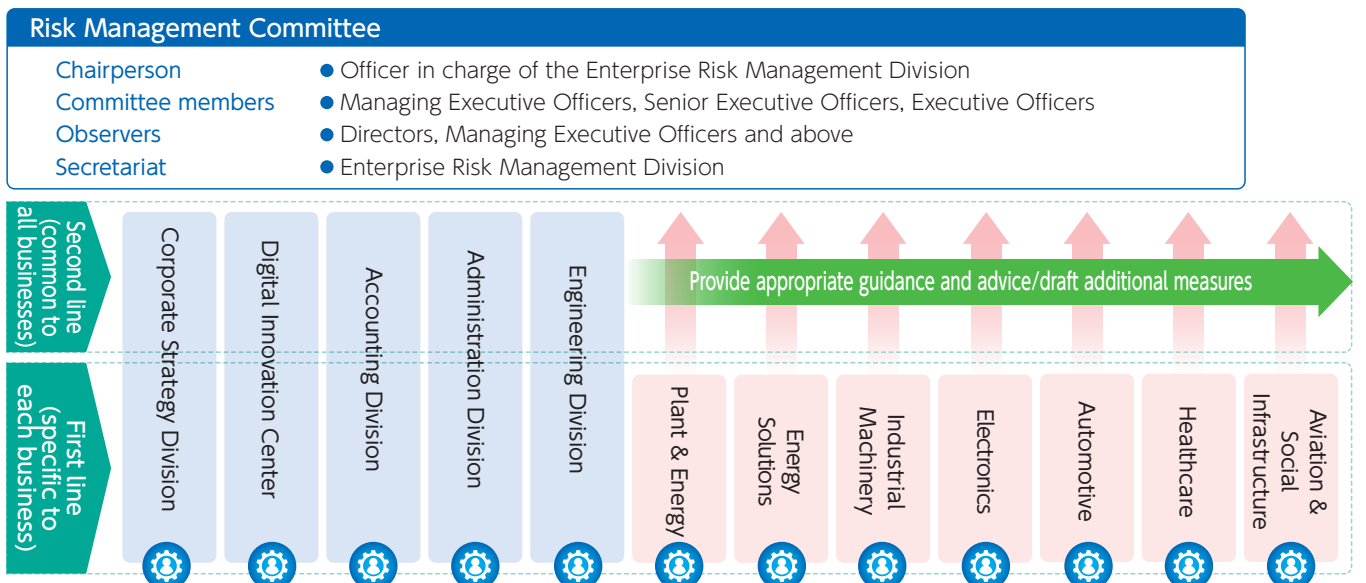 Risk Management Committee
Chairperson ● Officer in charge of the Enterprise Risk Management Division
Committee members ● Managing Executive Officers, Senior Executive Officers, Executive Officers
Observers ● Directors, Managing Executive Officers and above
Secretariat ● Enterprise Risk Management Division
Second line
(common to
all businesses)
Provide appropriate guidance and advice/draft additional measures
First line
(specific to
each business)
Corporate Strategy Division
Digital Innovation Center
Accounting Division
Administration Division
Engineering Division
Plant & Energy
Energy
Solutions
Industrial
Machinery
Electronics
Automotive
Healthcare
Aviation &
Social
Infrastructure